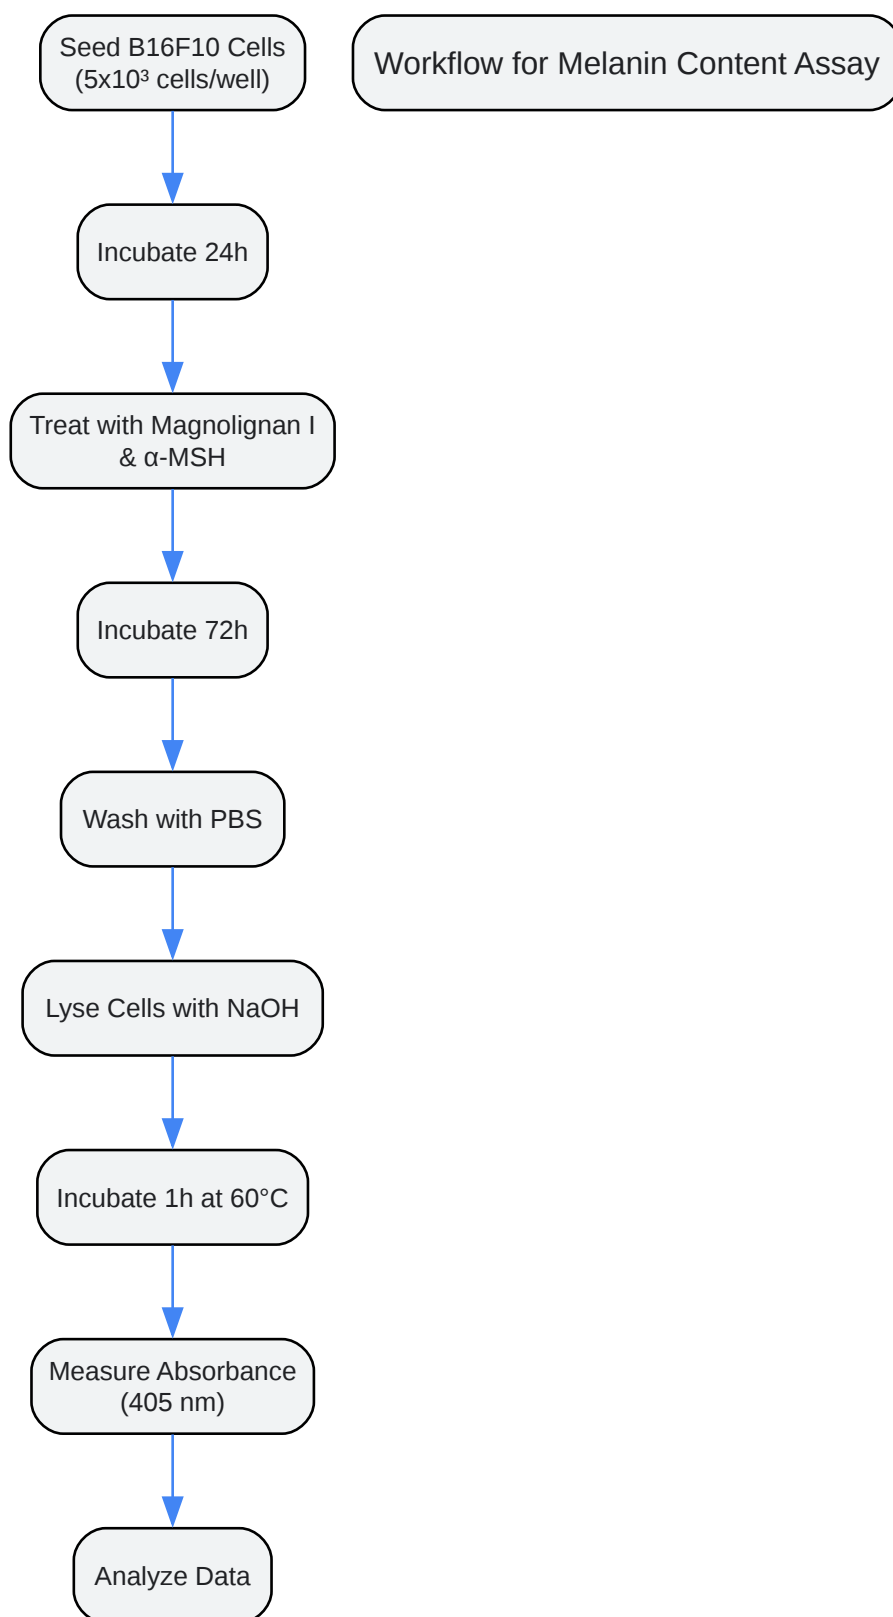 Seed B16F10 Cells
(5x10³ cells/well)
Workflow for Melanin Content Assay
Incubate 24h
Treat with Magnolignan I
& α-MSH
Incubate 72h
Wash with PBS
Lyse Cells with NaOH
Incubate 1h at 60°C
Measure Absorbance
(405 nm)
Analyze Data